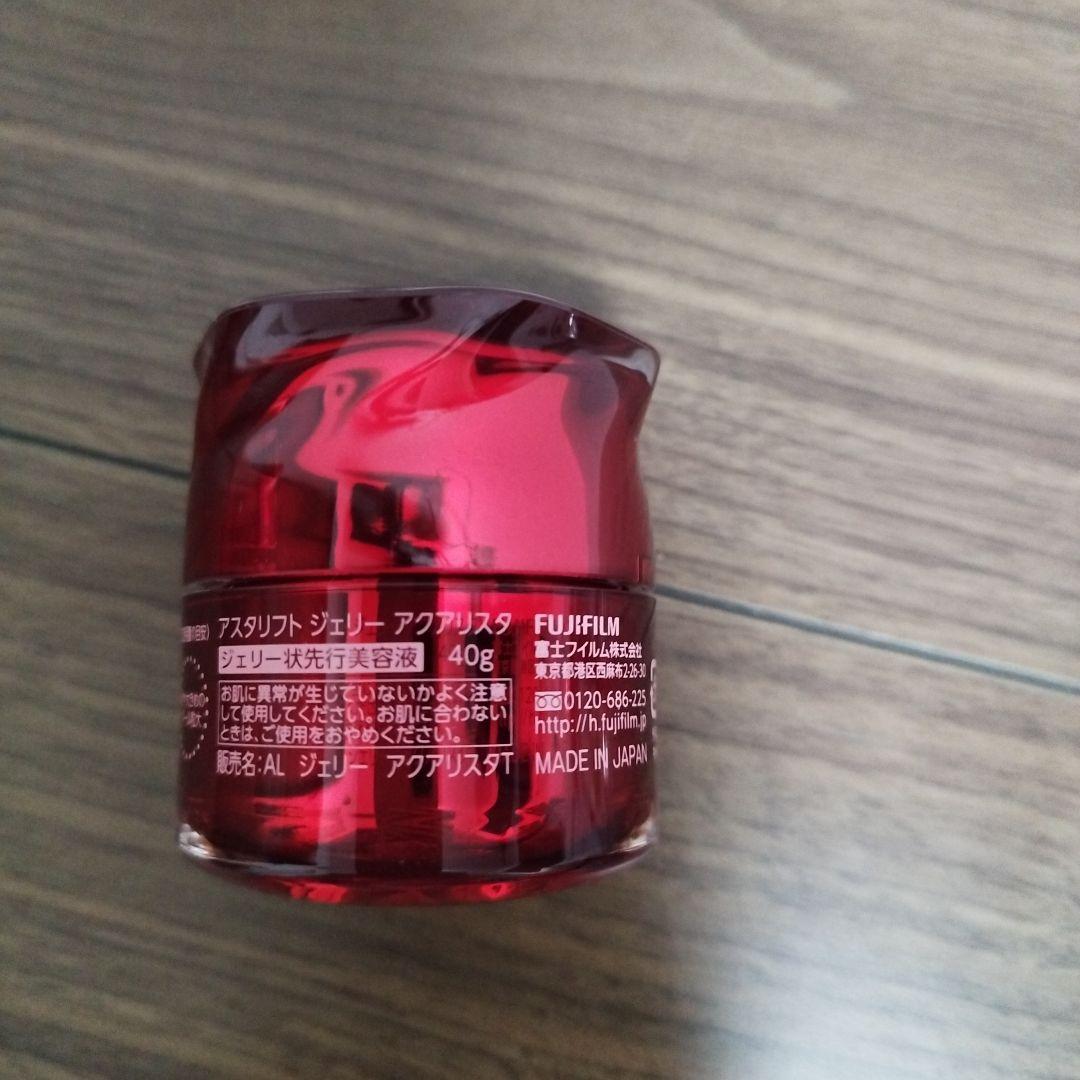 アスタリフト ジェリー アクアリスタ
ジェリー状先行美容液 40g
お肌に異常が生じていないかよく注意
して使用してください。お肌に合わない
ときは、ご使用をおやめください。
販売名:AL ジェリー アクアリスタT
FUJIFILM
富士フイルム株式会社
東京都港区西麻布2-26-30
0120-686-225
http://h.fujifilm.jp
MADE IN JAPAN
の目安)